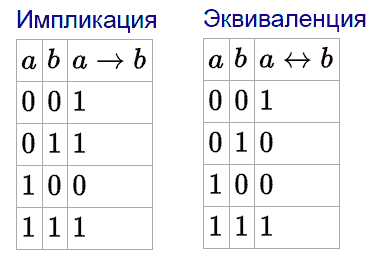 Импликация
a b a → b
0 0 1
0 1 1
1 0 0
1 1 1
Эквиваленция
a b a ↔ b
0 0 1
0 1 0
1 0 0
1 1 1